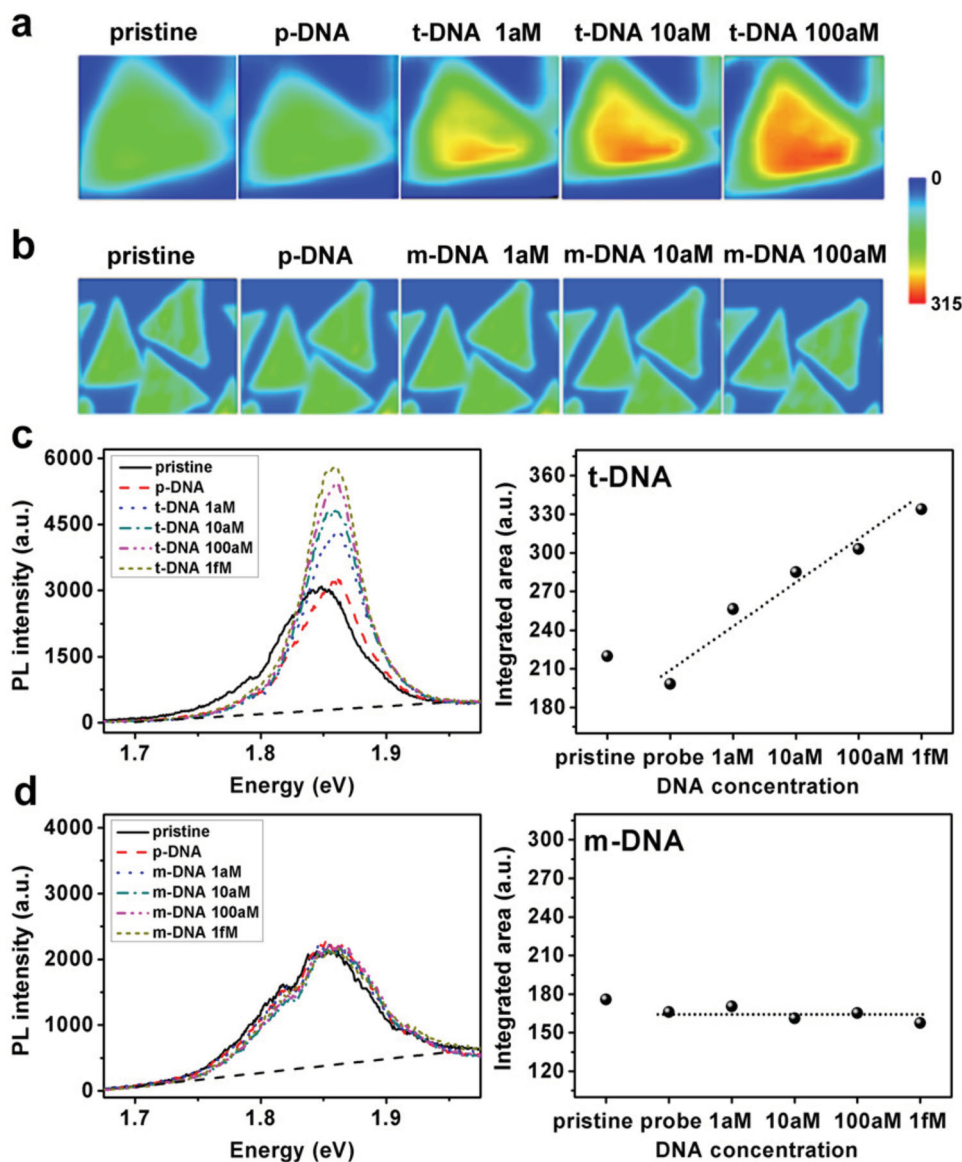 a
pristine p-DNA t-DNA 1aM t-DNA 10aM t-DNA 100aM
0
315
b
pristine p-DNA m-DNA 1aM m-DNA 10aM m-DNA 100aM
c
PL intensity (a.u.)
6000
4500
3000
1500
0
pristine
p-DNA
t-DNA 1aM
t-DNA 10aM
t-DNA 100aM
t-DNA 1fM
1.7 1.8 1.9
Energy (eV)
t-DNA
Integrated area (a.u.)
360
330
300
270
240
210
180
pristine probe 1aM 10aM 100aM 1fM
DNA concentration
d
PL intensity (a.u.)
4000
3000
2000
1000
0
pristine
p-DNA
m-DNA 1aM
m-DNA 10aM
m-DNA 100aM
m-DNA 1fM
1.7 1.8 1.9
Energy (eV)
m-DNA
Integrated area (a.u.)
300
270
240
210
180
150
120
pristine probe 1aM 10aM 100aM 1fM
DNA concentration